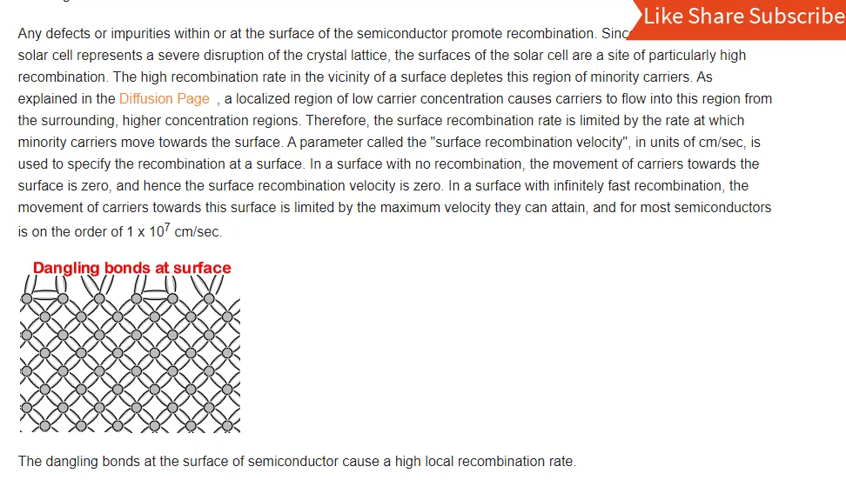 Like Share Subscribe
Any defects or impurities within or at the surface of the semiconductor promote recombination.
solar cell represents a severe disruption of the crystal lattice, the surfaces of the solar cell are a site of particularly high
recombination. The high recombination rate in the vicinity of a surface depletes this region of minority carriers. As
explained in the Diffusion Page , a localized region of low carrier concentration causes carriers to flow into this region from
the surrounding, higher concentration regions. Therefore, the surface recombination rate is limited by the rate at which
minority carriers move towards the surface. A parameter called the "surface recombination velocity", in units of cm/sec, is
used to specify the recombination at a surface. In a surface with no recombination, the movement of carriers towards the
surface is zero, and hence the surface recombination velocity is zero. In a surface with infinitely fast recombination, the
movement of carriers towards this surface is limited by the maximum velocity they can attain, and for most semiconductors
is on the order of 1 x 10⁷ cm/sec.
Dangling bonds at surface
The dangling bonds at the surface of semiconductor cause a high local recombination rate.